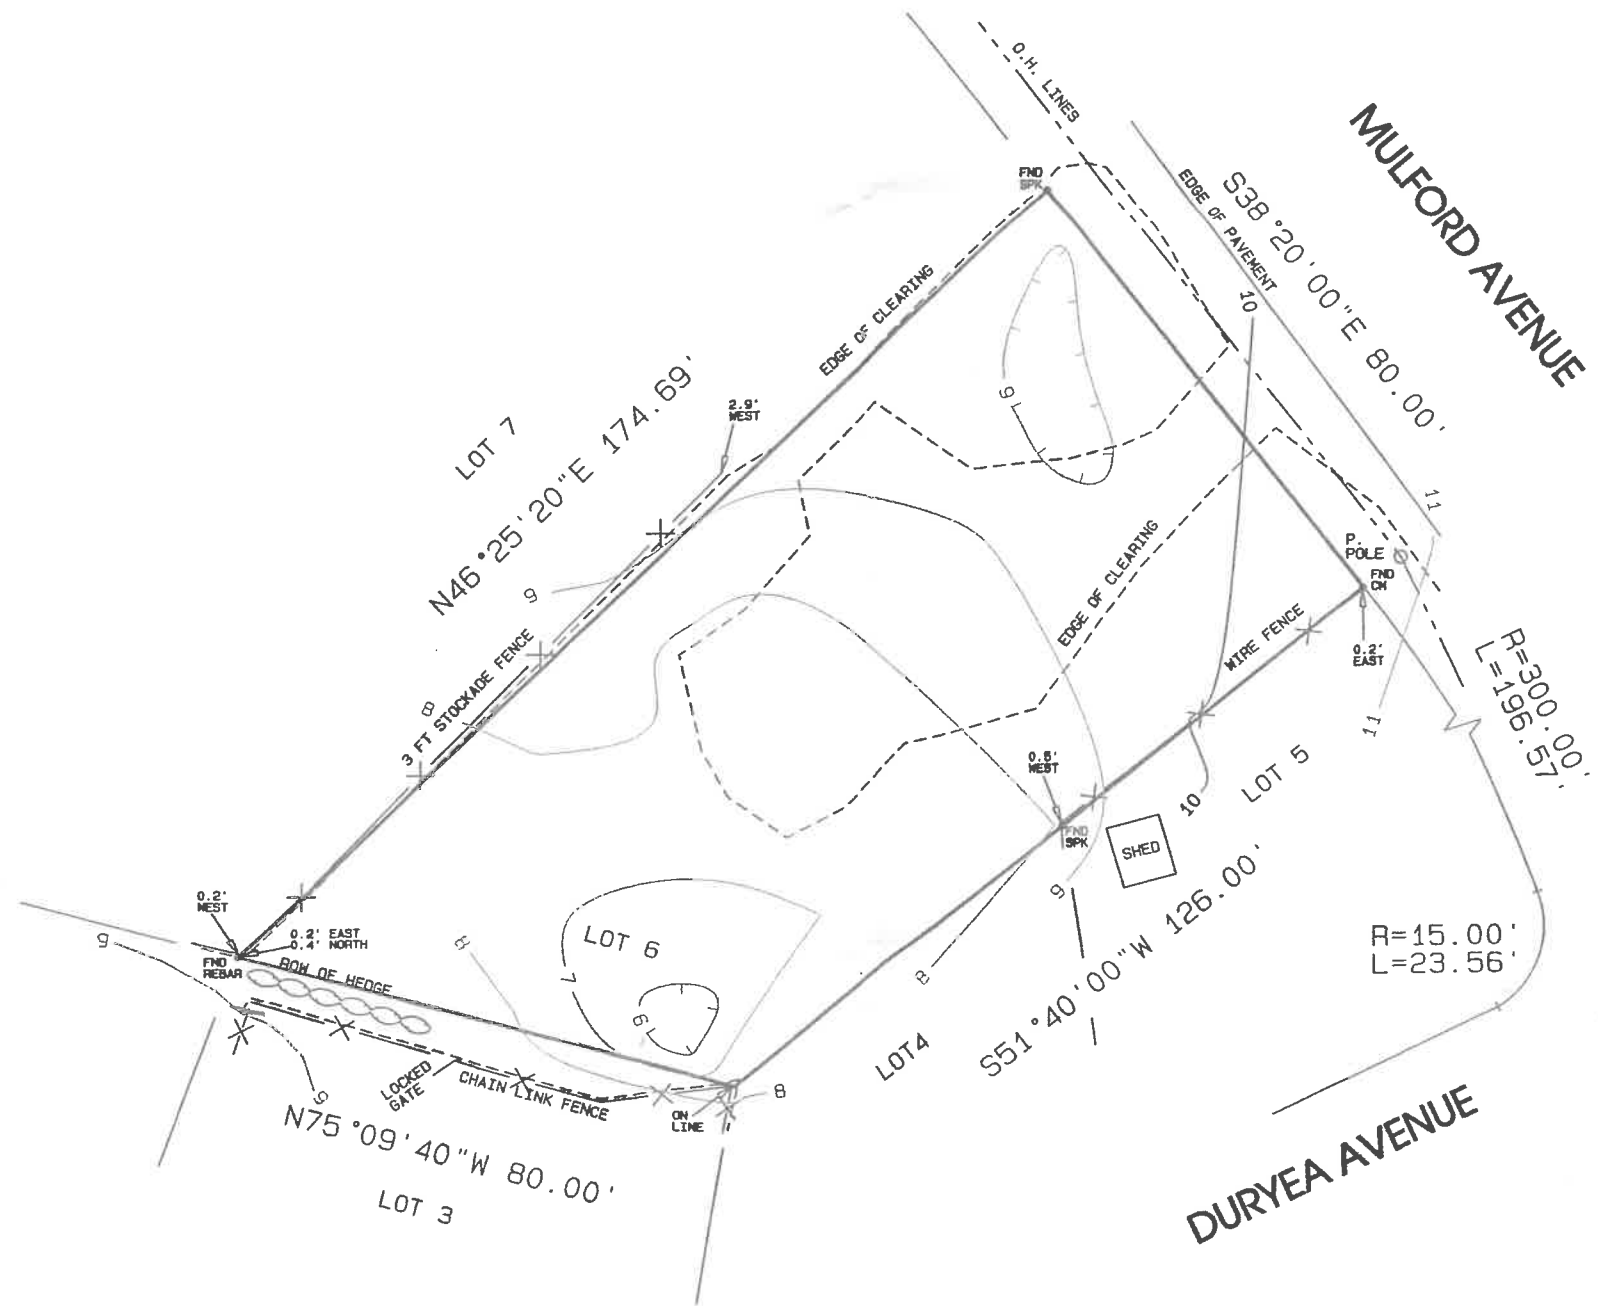 O.H. LINES
MULFORD AVENUE
FND
SPK
EDGE OF PAVEMENT
S38°20'00"E 80.00'
10
EDGE OF CLEARING
9
2.9'
WEST
LOT 7
N46°25'20"E 174.69'
11
P.
POLE
FND
CM
EDGE OF CLEARING
9
WIRE FENCE
0.2'
EAST
R=300.00'
L=196.57'
3 FT STOCKADE FENCE
8
11
0.5'
WEST
LOT 5
10
FND
SPK
SHED
9
0.2'
WEST
0.2' EAST
0.4' NORTH
9
FND
REBAR
ROW OF HEDGE
8
LOT 6
7
8
R=15.00'
L=23.56'
6
LOT4
S51°40'00"W 126.00'
LOCKED
GATE
CHAIN LINK FENCE
9
8
ON
LINE
N75°09'40"W 80.00'
LOT 3
DURYEA AVENUE